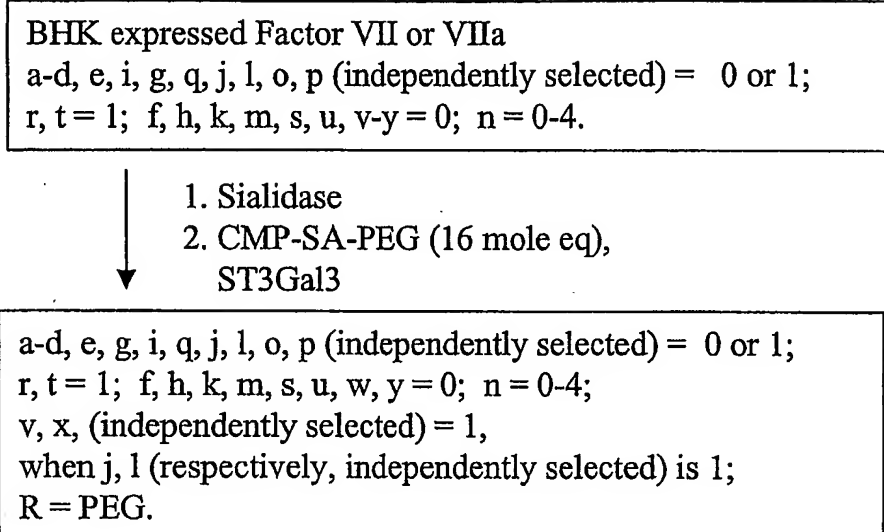 BHK expressed Factor VII or VIIa
a-d, e, i, g, q, j, l, o, p (independently selected) = 0 or 1;
r, t = 1; f, h, k, m, s, u, v-y = 0; n = 0-4.
1. Sialidase
2. CMP-SA-PEG (16 mole eq),
ST3Gal3
a-d, e, g, i, q, j, l, o, p (independently selected) = 0 or 1;
r, t = 1; f, h, k, m, s, u, w, y = 0; n = 0-4;
v, x, (independently selected) = 1,
when j, l (respectively, independently selected) is 1;
R = PEG.